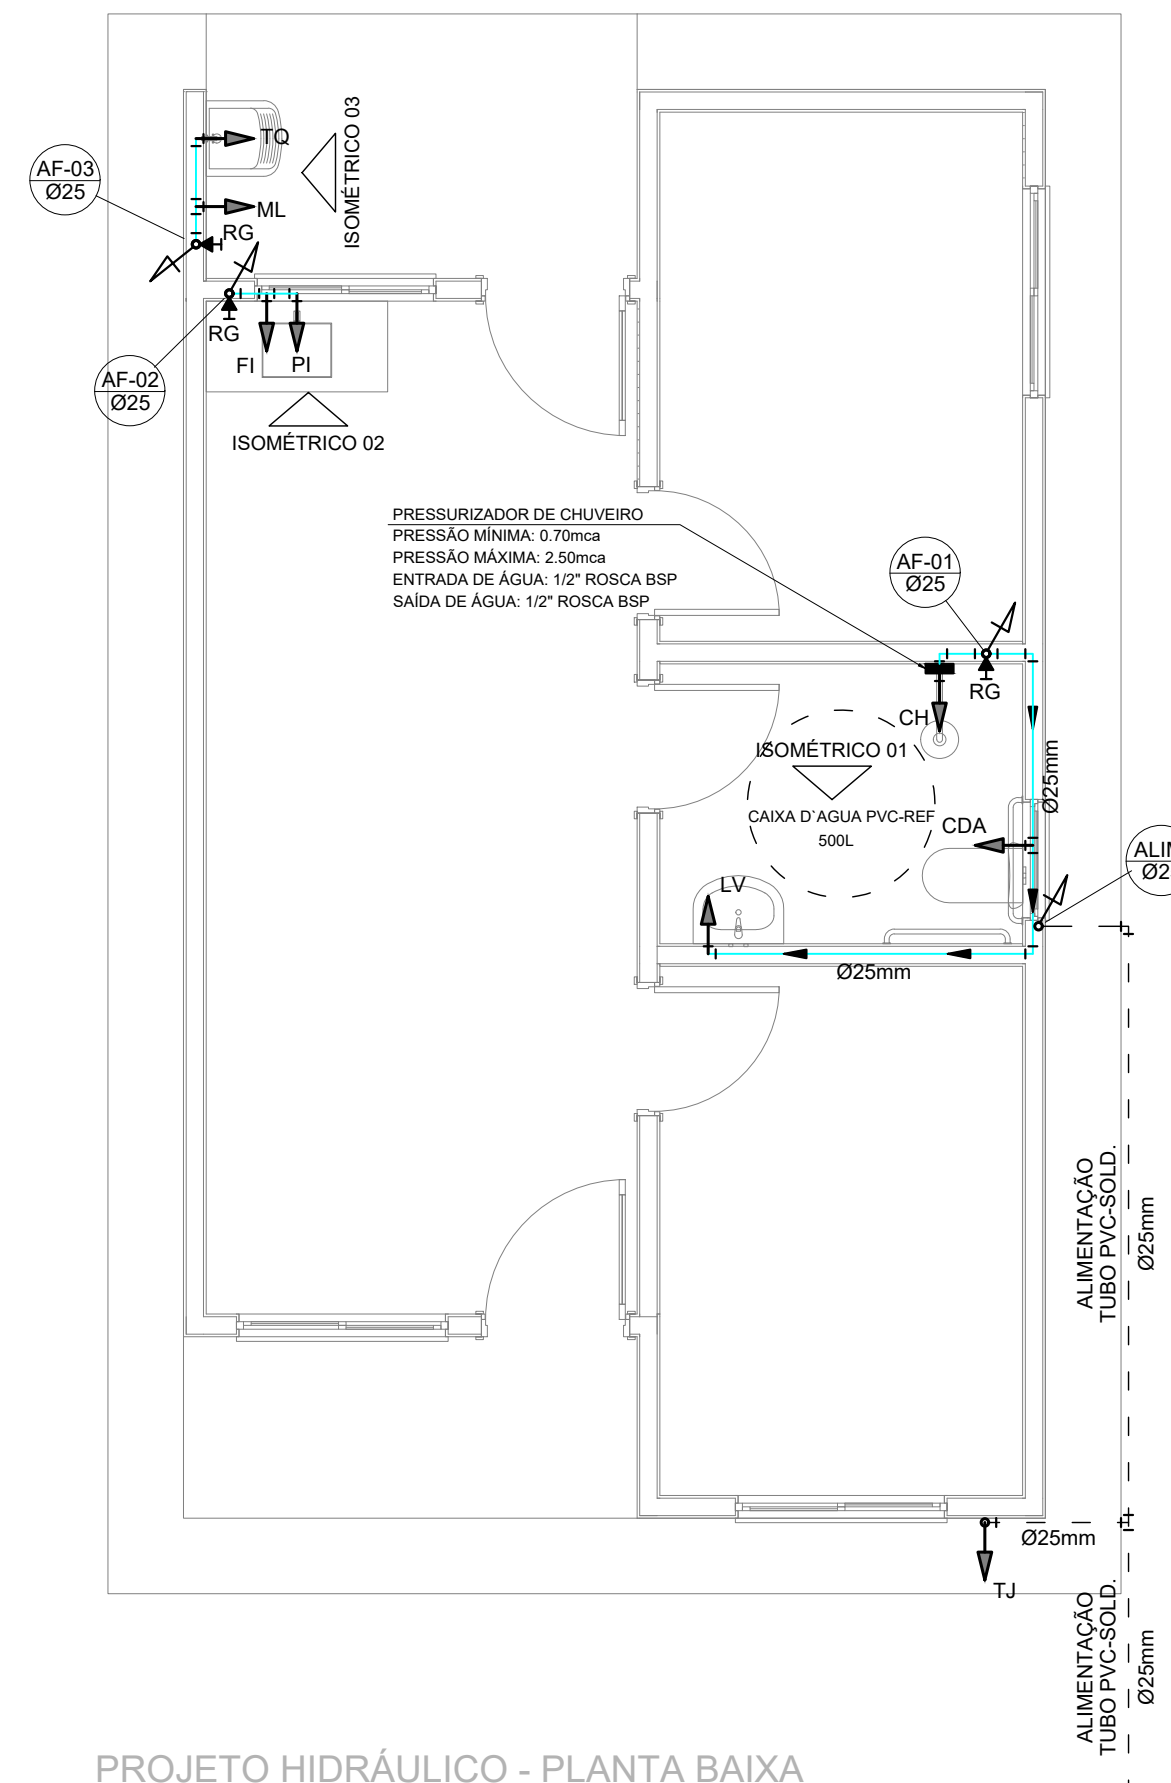 TQ
ISOMÉTRICO 03
AF-03
Ø25
ML
RG
RG
FI
PI
AF-02
Ø25
ISOMÉTRICO 02
PRESSURIZADOR DE CHUVEIRO
PRESSÃO MÍNIMA: 0.70mca
PRESSÃO MÁXIMA: 2.50mca
ENTRADA DE ÁGUA: 1/2" ROSCA BSP
SAÍDA DE ÁGUA: 1/2" ROSCA BSP
AF-01
Ø25
RG
CH
ISOMÉTRICO 01
Ø25mm
CAIXA D`AGUA PVC-REF
500L
CDA
LV
Ø25mm
ALIMENTAÇÃO
TUBO PVC-SOLD.
Ø25mm
Ø25mm
TJ
ALIMENTAÇÃO
TUBO PVC-SOLD.
Ø25mm
PROJETO HIDRÁULICO - PLANTA BAIXA